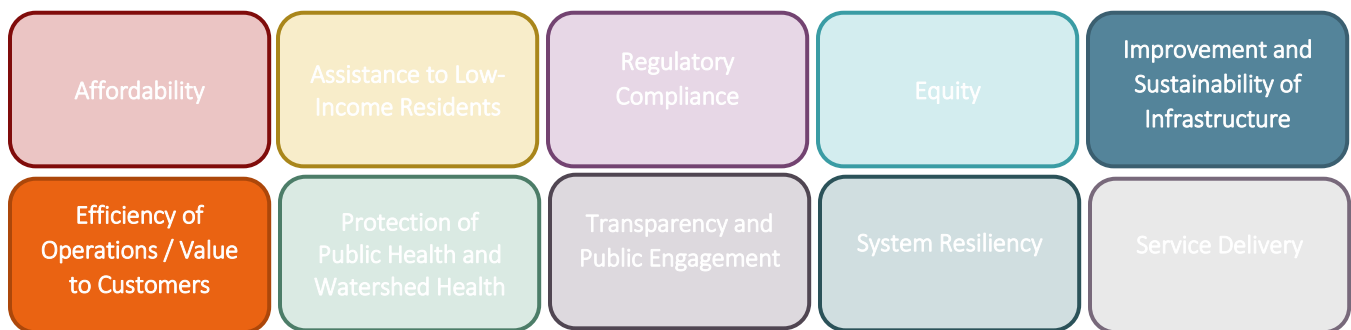 Affordability
Assistance to Low-
Income Residents
Regulatory
Compliance
Equity
Improvement and
Sustainability of
Infrastructure
Efficiency of
Operations / Value
to Customers
Protection of
Public Health and
Watershed Health
Transparency and
Public Engagement
System Resiliency
Service Delivery